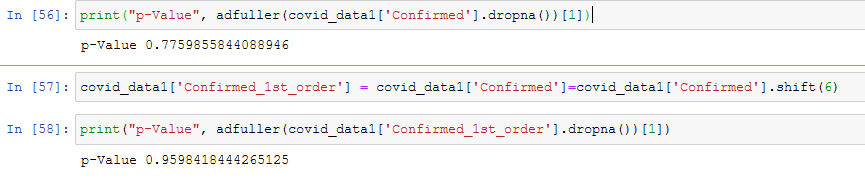 In [56]: print("p-Value", adfuller(covid_data1['Confirmed'].dropna())[1])
p-Value 0.7759855844088946
In [57]: covid_data1['Confirmed_1st_order'] = covid_data1['Confirmed']=covid_data1['Confirmed'].shift(6)
In [58]: print("p-Value", adfuller(covid_data1['Confirmed_1st_order'].dropna())[1])
p-Value 0.9598418444265125